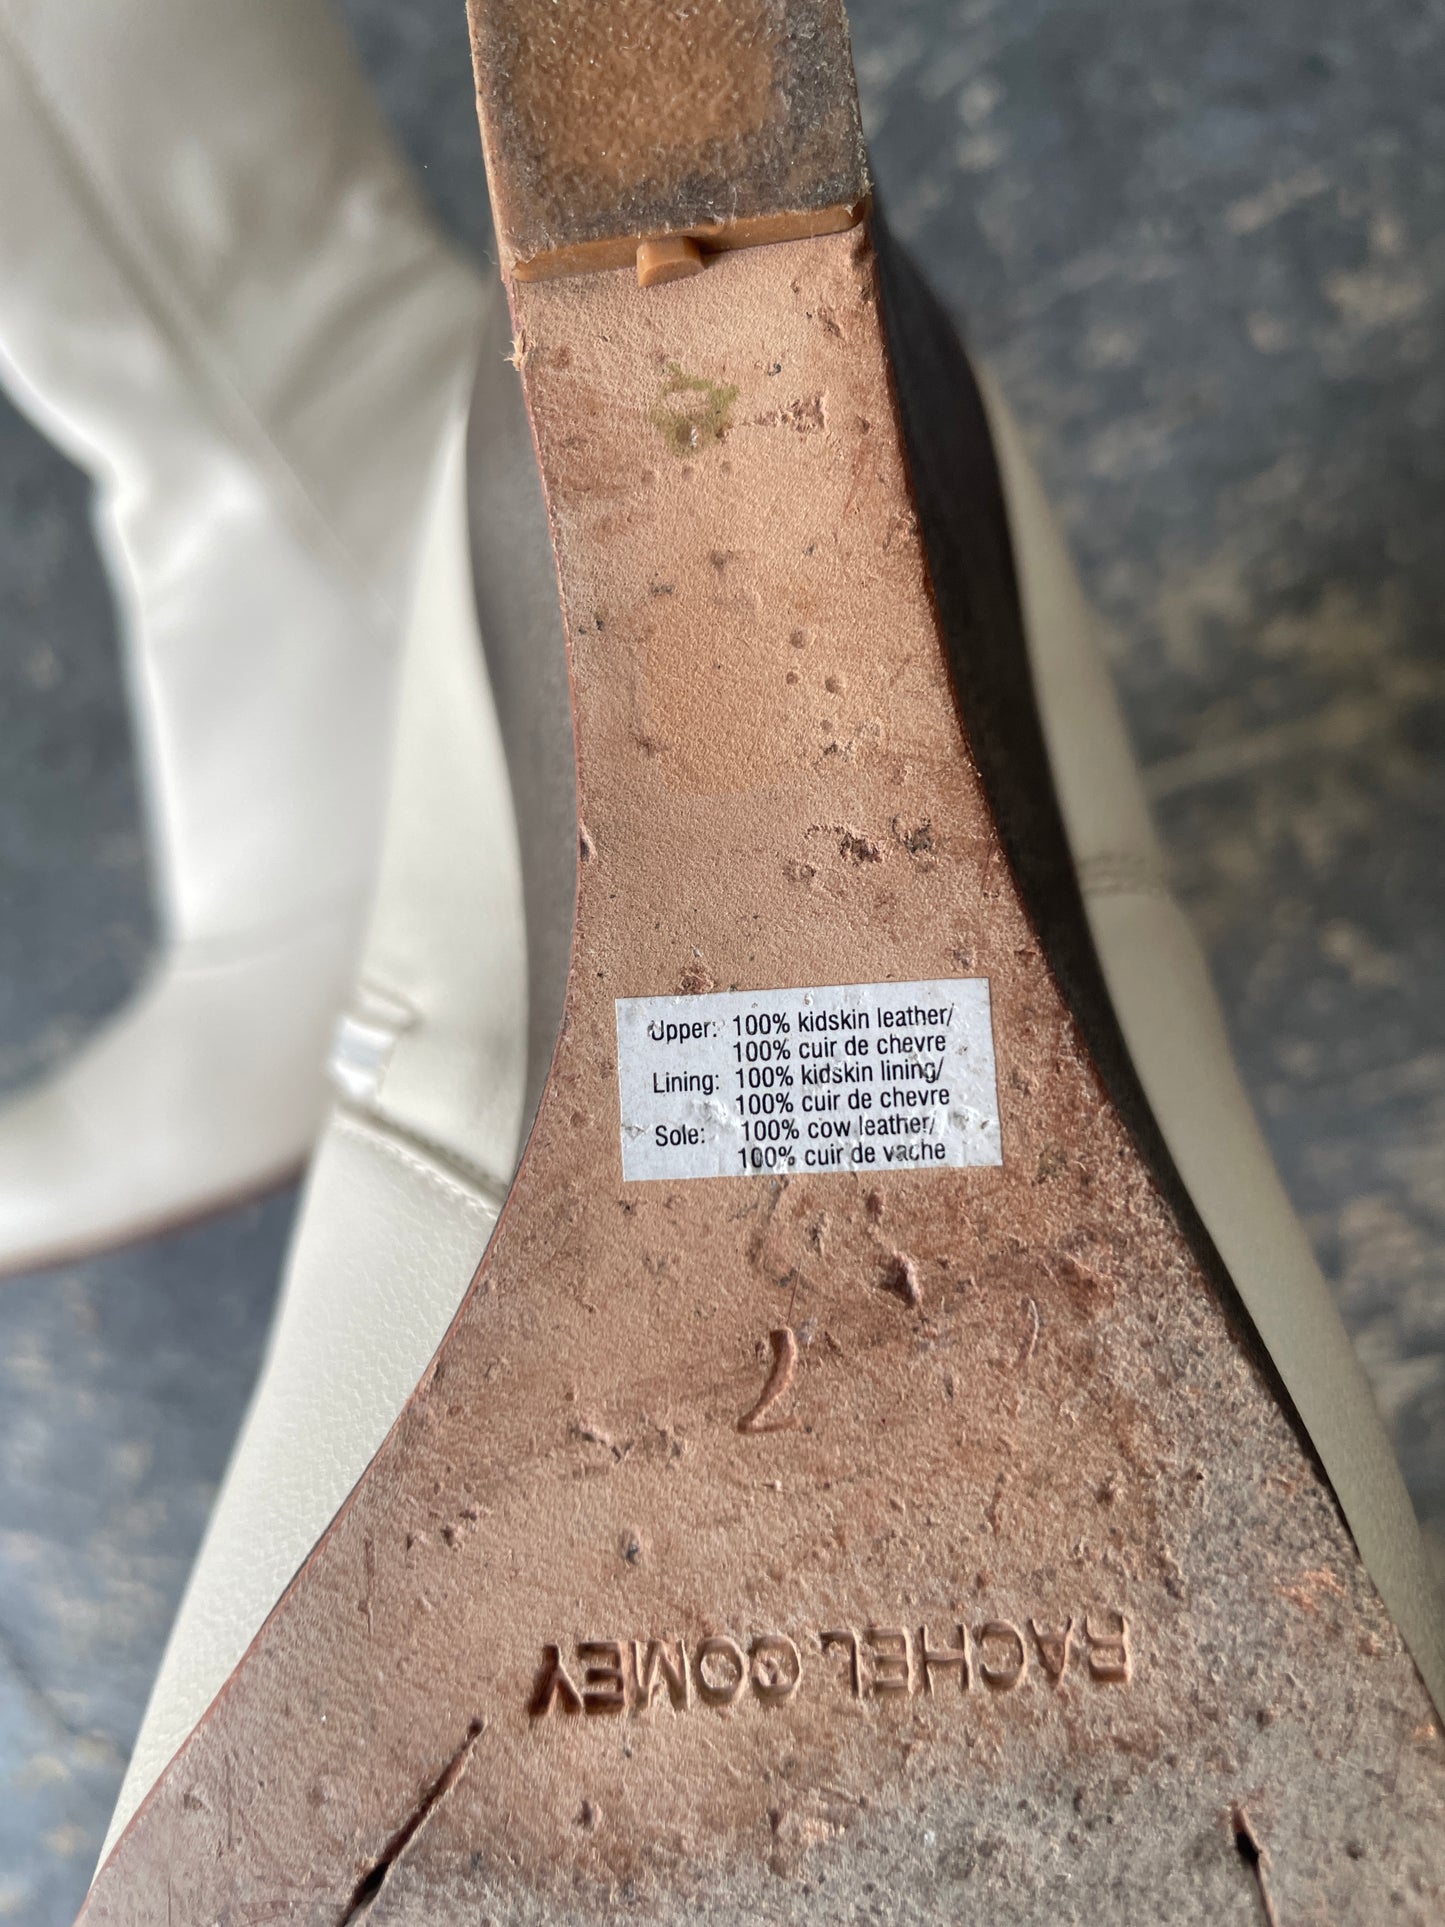 Upper: 100% kidskin leather/
100% cuir de chevre
Lining: 100% kidskin lining/
100% cuir de chevre
Sole: 100% cow leather/
100% cuir de vache
7
RACHEL COMEY